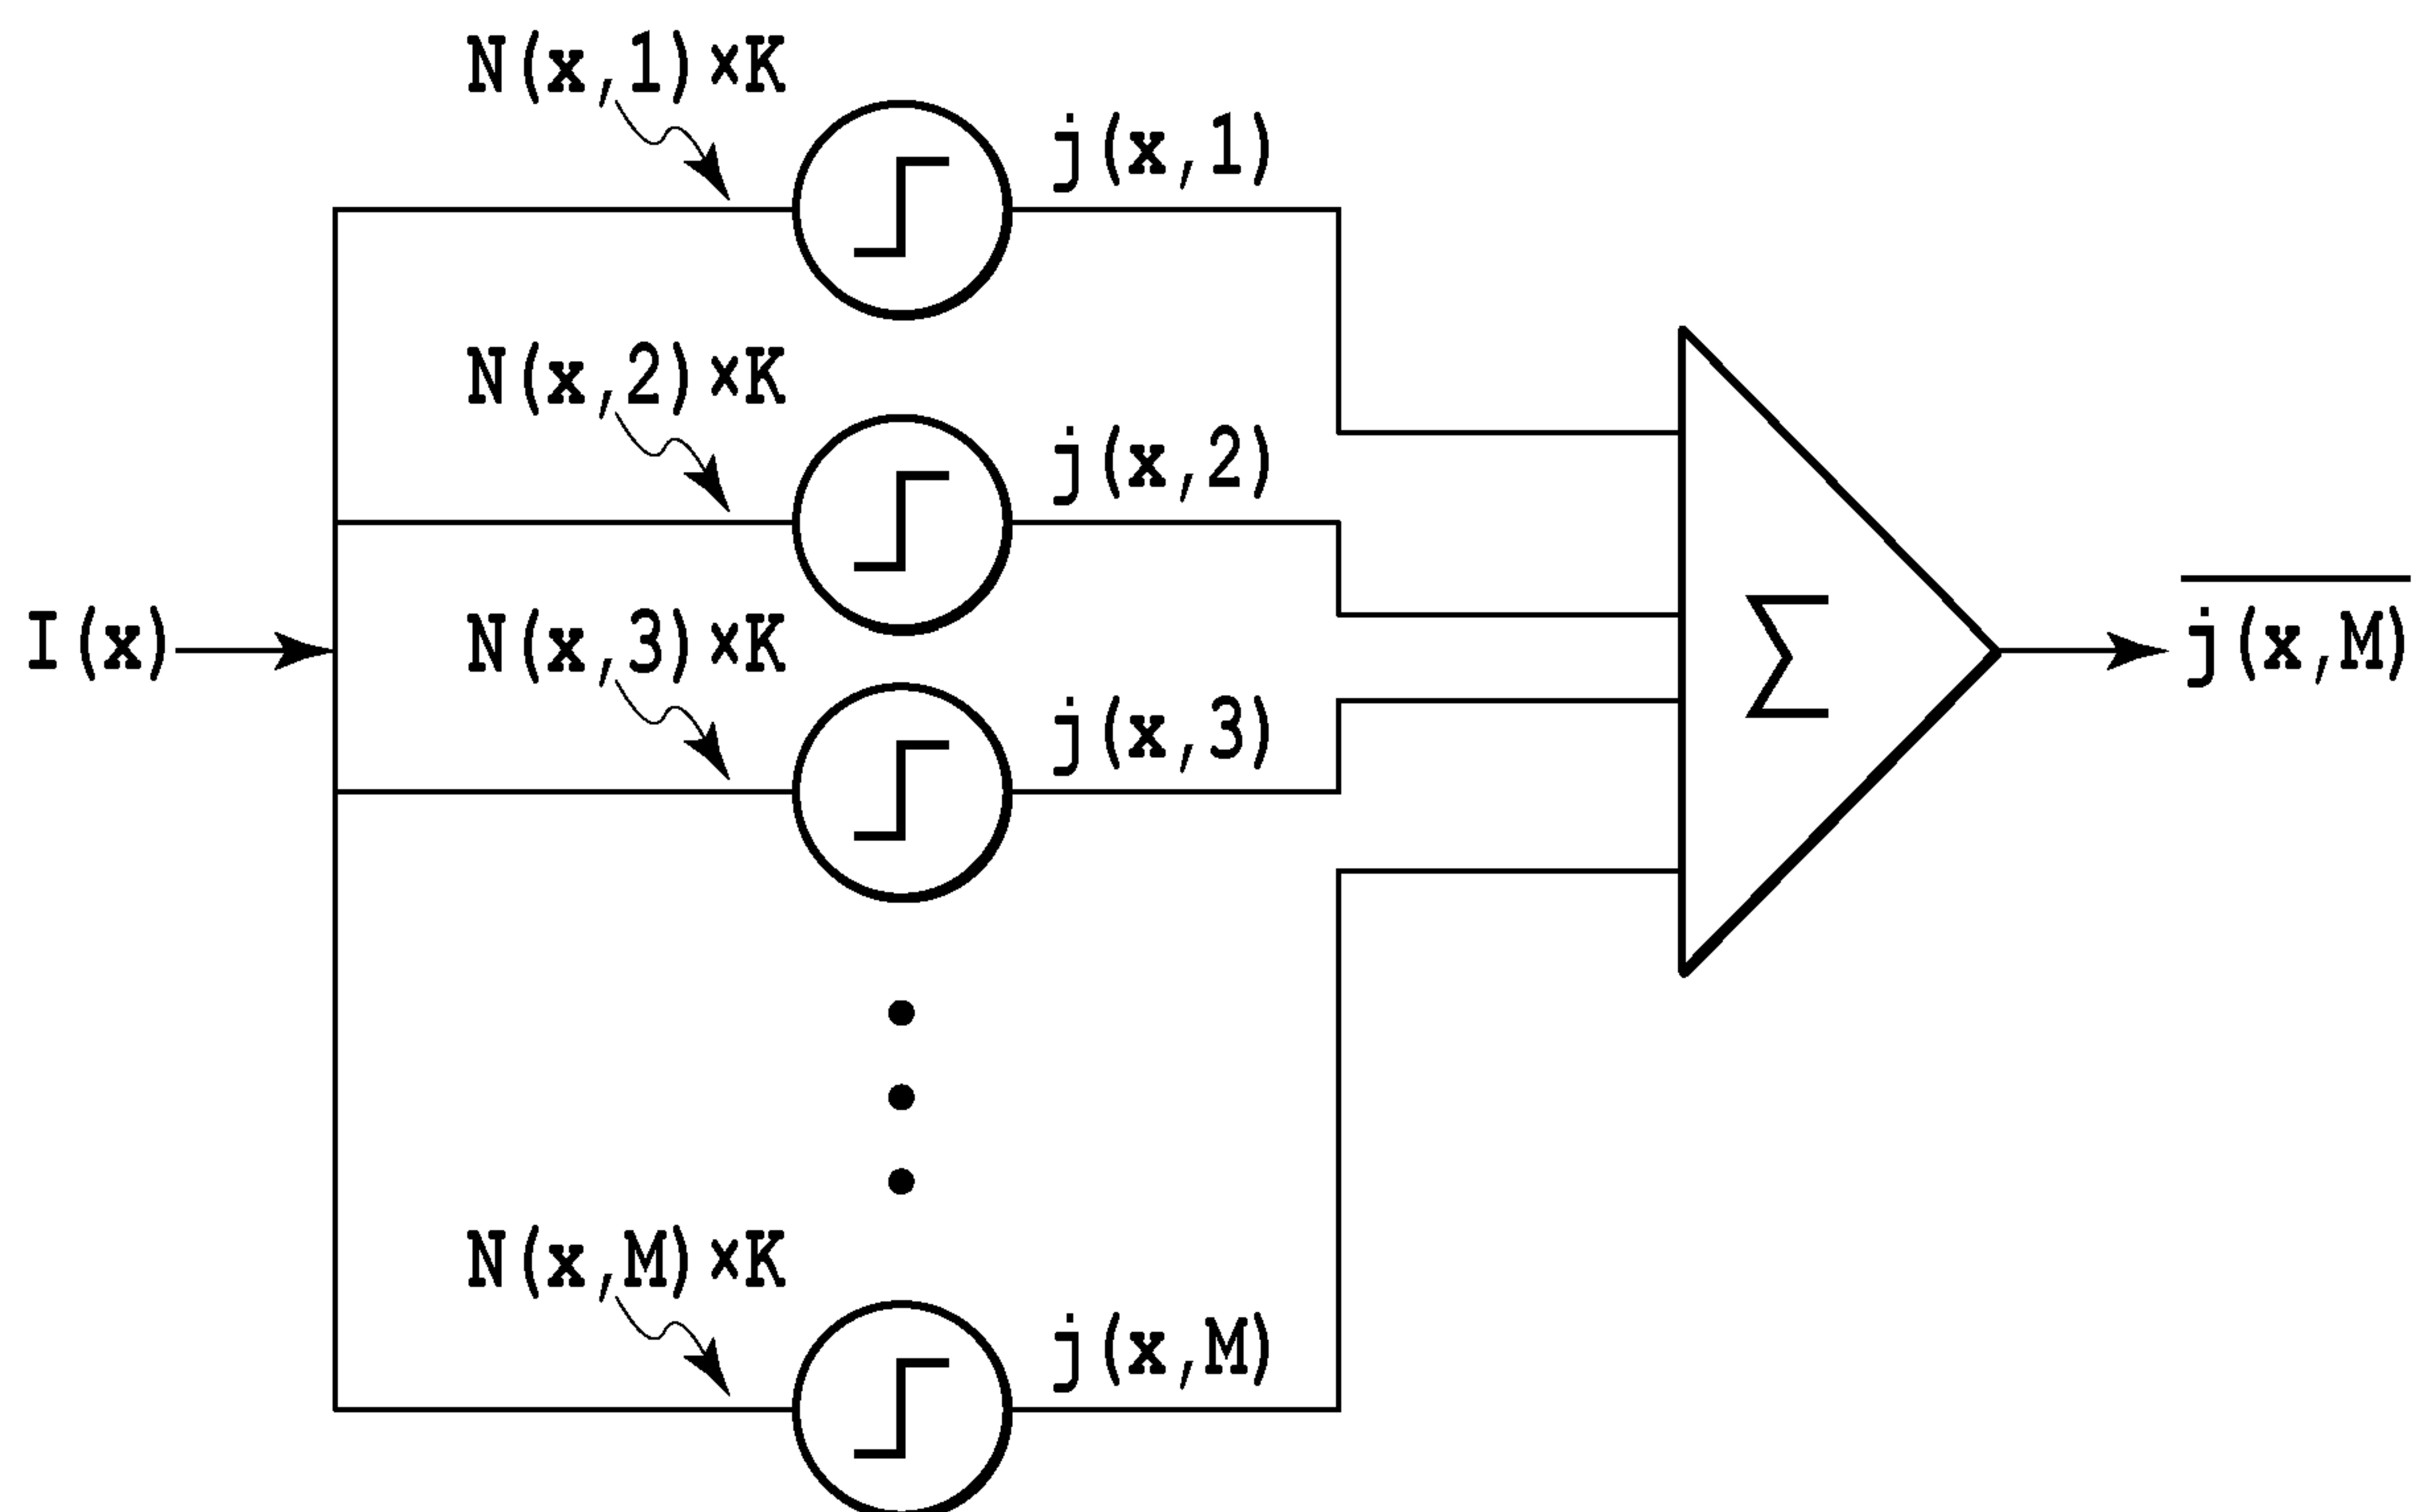 N(x,1)×K
j(x,1)
N(x,2)×K
j(x,2)
I(x)
N(x,3)×K
j(x,3)
∑
j(x,M)
N(x,M)×K
j(x,M)